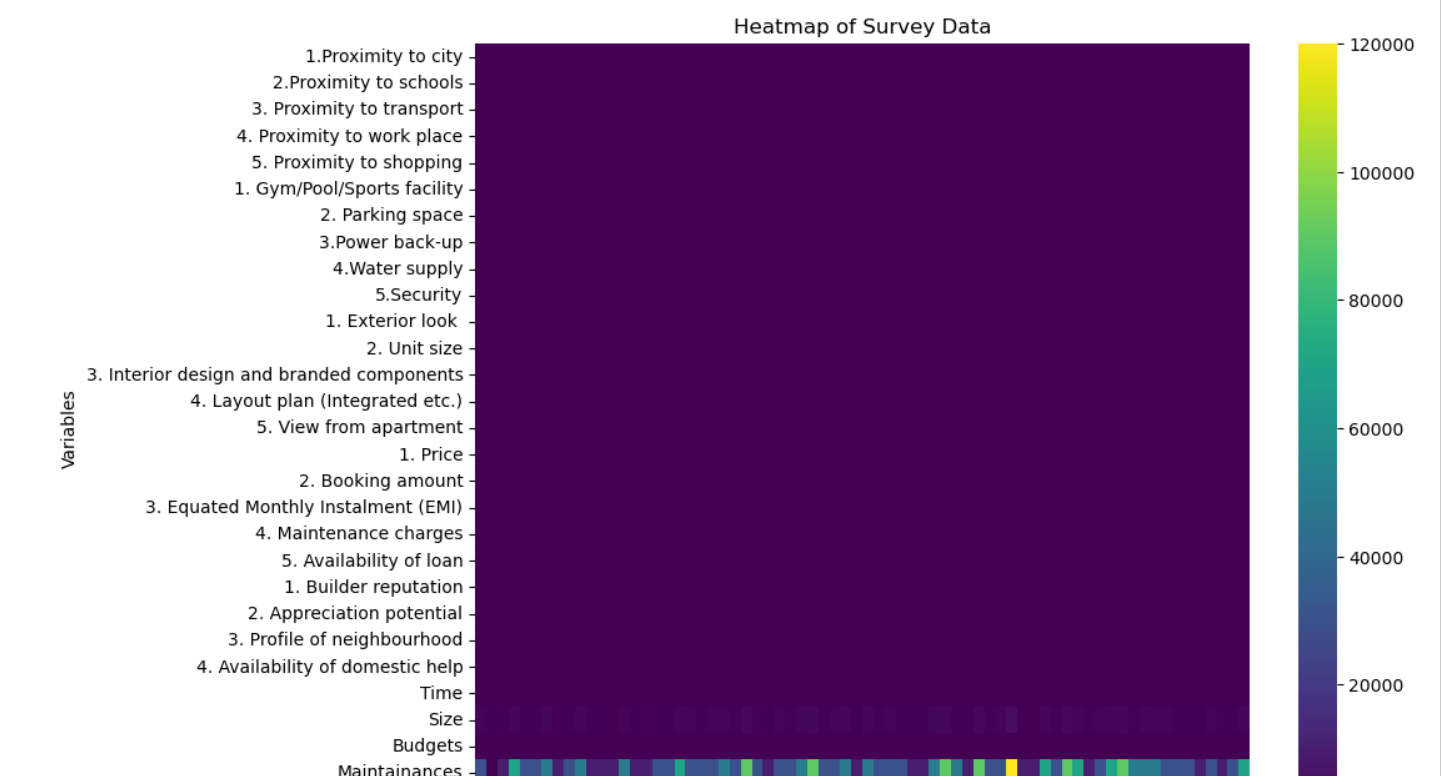 Heatmap of Survey Data
1.Proximity to city
2.Proximity to schools
3. Proximity to transport
4. Proximity to work place
5. Proximity to shopping
1. Gym/Pool/Sports facility
2. Parking space
3.Power back-up
4.Water supply
5.Security
1. Exterior look
2. Unit size
3. Interior design and branded components
4. Layout plan (Integrated etc.)
5. View from apartment
1. Price
2. Booking amount
3. Equated Monthly Instalment (EMI)
4. Maintenance charges
5. Availability of loan
1. Builder reputation
2. Appreciation potential
3. Profile of neighbourhood
4. Availability of domestic help
Time
Size
Budgets
Maintainances
Variables
120000
100000
80000
60000
40000
20000